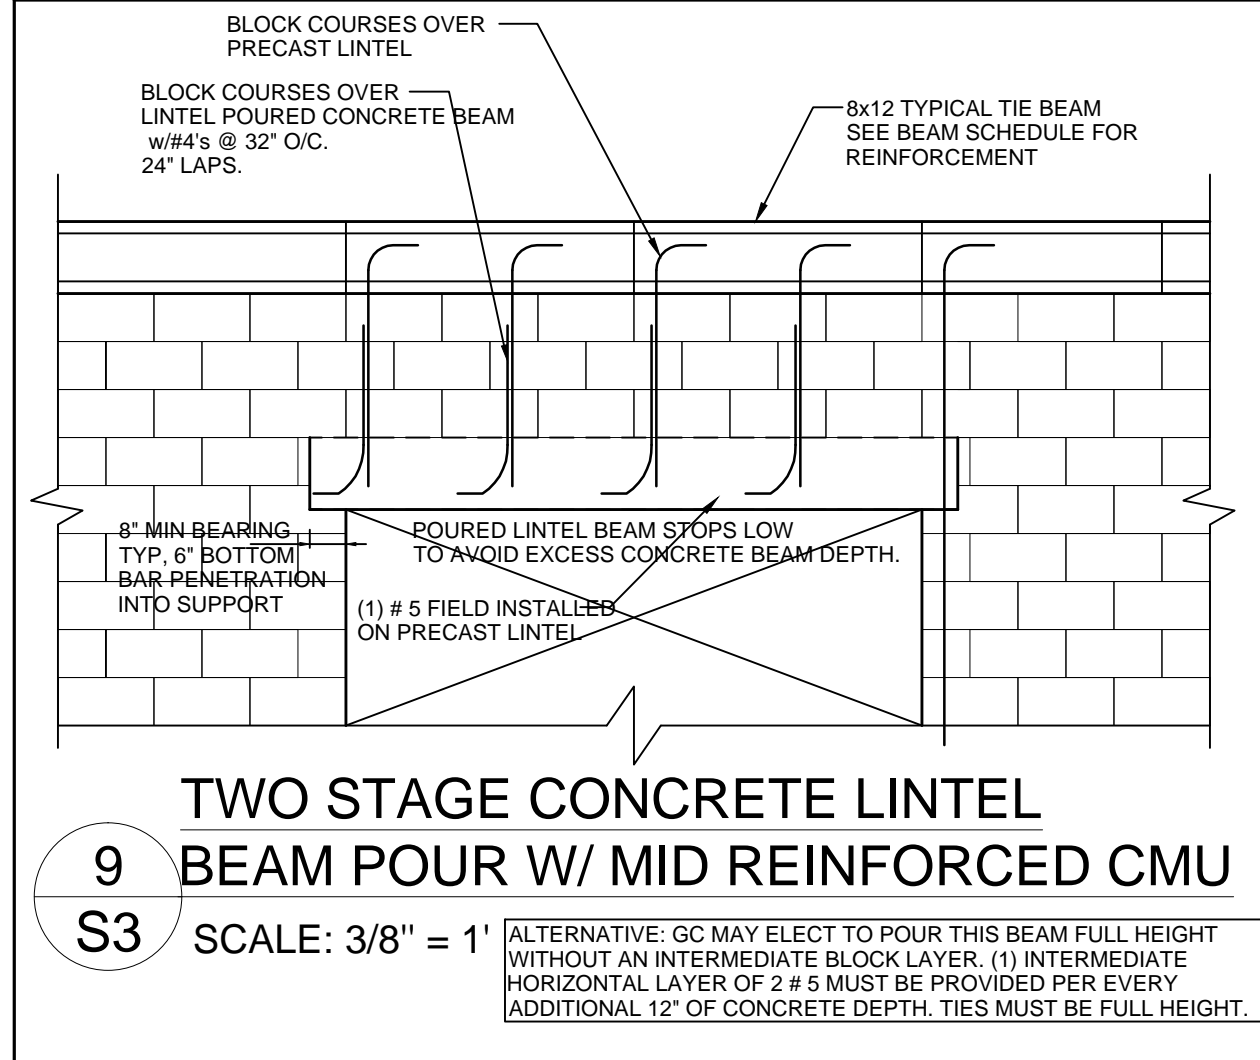 BLOCK COURSES OVER
PRECAST LINTEL
BLOCK COURSES OVER
LINTEL POURED CONCRETE BEAM
w/#4's @ 32" O/C.
24" LAPS.
8x12 TYPICAL TIE BEAM
SEE BEAM SCHEDULE FOR
REINFORCEMENT
8" MIN BEARING
TYP, 6" BOTTOM
BAR PENETRATION
INTO SUPPORT
POURED LINTEL BEAM STOPS LOW
TO AVOID EXCESS CONCRETE BEAM DEPTH.
(1) # 5 FIELD INSTALLED
ON PRECAST LINTEL
TWO STAGE CONCRETE LINTEL
BEAM POUR W/ MID REINFORCED CMU
9
S3
SCALE: 3/8" = 1'
ALTERNATIVE: GC MAY ELECT TO POUR THIS BEAM FULL HEIGHT
WITHOUT AN INTERMEDIATE BLOCK LAYER. (1) INTERMEDIATE
HORIZONTAL LAYER OF 2 # 5 MUST BE PROVIDED PER EVERY
ADDITIONAL 12" OF CONCRETE DEPTH. TIES MUST BE FULL HEIGHT.